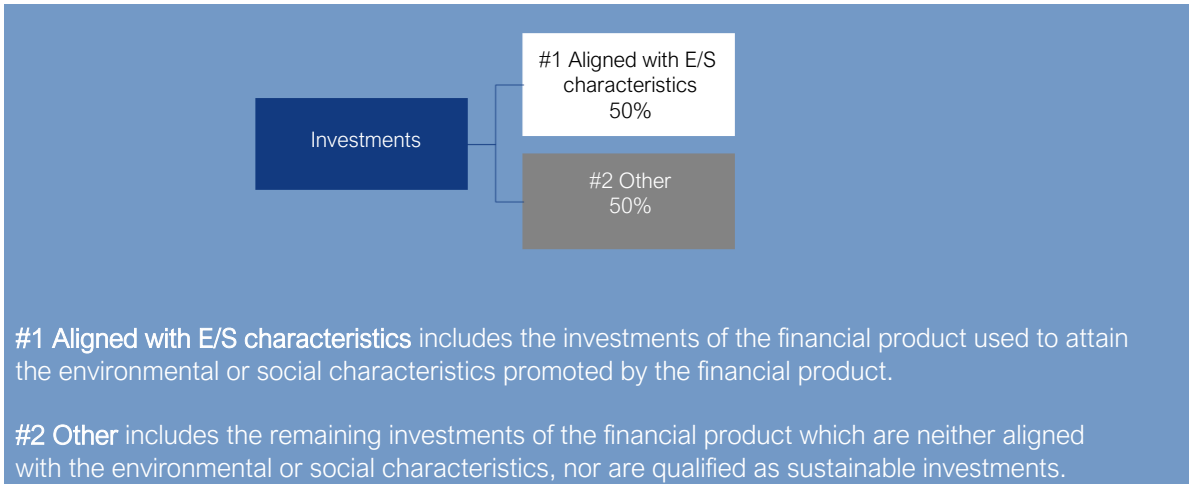 #1 Aligned with E/S
characteristics
50%
Investments
#2 Other
50%
#1 Aligned with E/S characteristics includes the investments of the financial product used to attain
the environmental or social characteristics promoted by the financial product.
#2 Other includes the remaining investments of the financial product which are neither aligned
with the environmental or social characteristics, nor are qualified as sustainable investments.